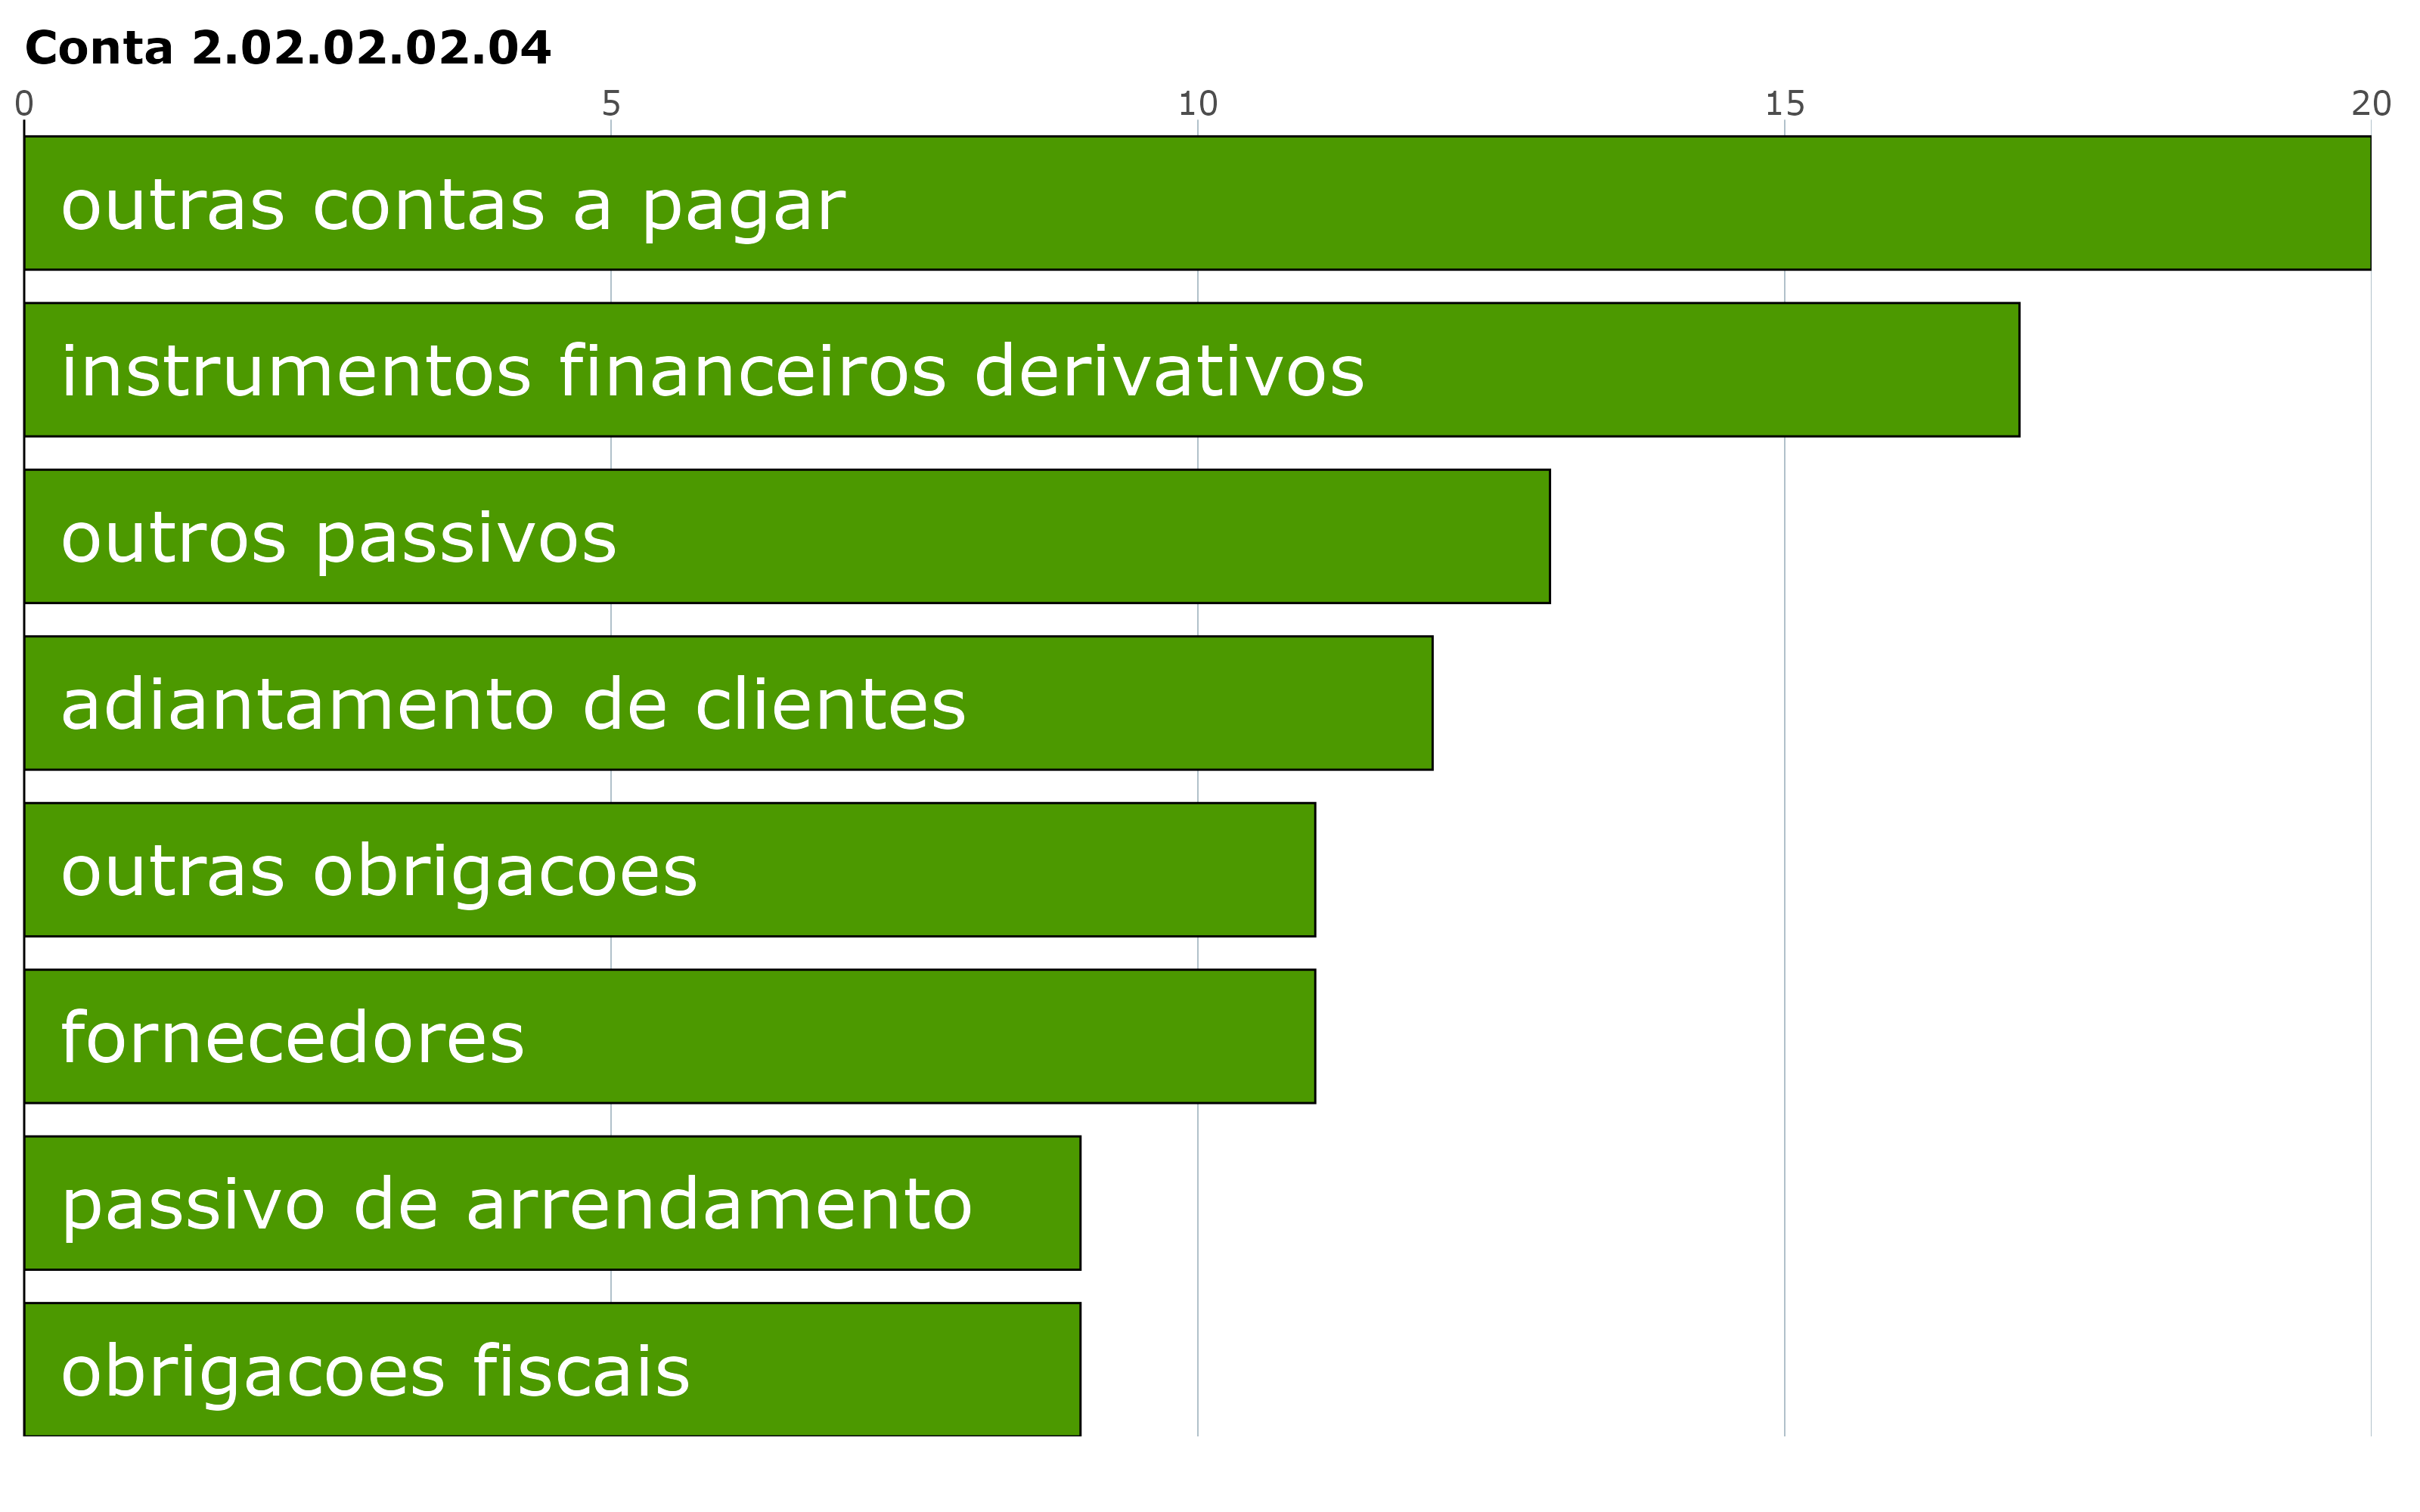 Conta 2.02.02.02.04
0 5 10 15 20
outras contas a pagar
instrumentos financeiros derivativos
outros passivos
adiantamento de clientes
outras obrigacoes
fornecedores
passivo de arrendamento
obrigacoes fiscais